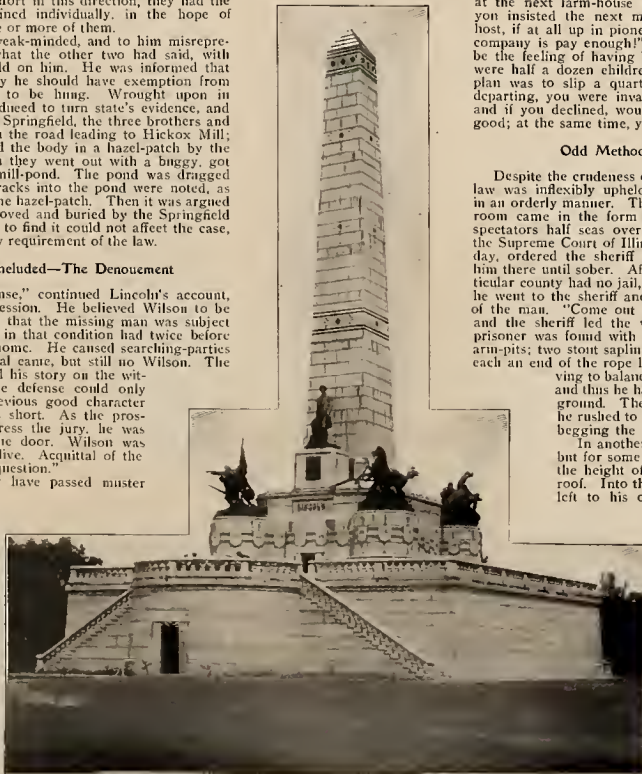 fort in this direction, they had the
ined individually, in the hope of
e or more of them.
eak-minded, and to him misrepre-
hat the other two had said, with
ld on him. He was informed that
y he should have exemption from
to be hung. Wrought upon in
duced to turn state's evidence, and
Springfield, the three brothers and
the road leading to Hickox Mill;
d the body in a hazel-patch by the
they went out with a buggy, got
mill-pond. The pond was dragged
racks into the pond were noted, as
he hazel-patch. Then it was argued
oved and buried by the Springfield
to find it could not affect the case,
y requirement of the law.
ncluded—The Denouement
nse," continued Lincoln's account,
ession. He believed Wilson to be
that the missing man was subject
in that condition had twice before
ome. He caused searching-parties
al came, but still no Wilson. The
d his story on the wit-
e defense could only
evious good character
short. As the pros-
ress the jury, he was
he door. Wilson was
live. Acquittal of the
question."
have passed muster
LINCOLN
at the next farm-house
you insisted the next m
host, if at all up in pione
company is pay enough!"
be the feeling of having
were half a dozen childre
plan was to slip a quart
departing, you were inva
and if you declined, wou
good; at the same time, y
Odd Metho
Despite the crudeness
law was inflexibly uphel
in an orderly manner. Th
room came in the form
spectators half seas over
the Supreme Court of Illi
day, ordered the sheriff
him there until sober. Af
ticular county had no jail,
he went to the sheriff an
of the man. "Come out
and the sheriff led the
prisoner was found with
arm-pits; two stout saplin
each an end of the rope l
ving to balan
and thus he h
ground. The
he rushed to
begging the
In another
but for some
the height of
roof. Into th
left to his o